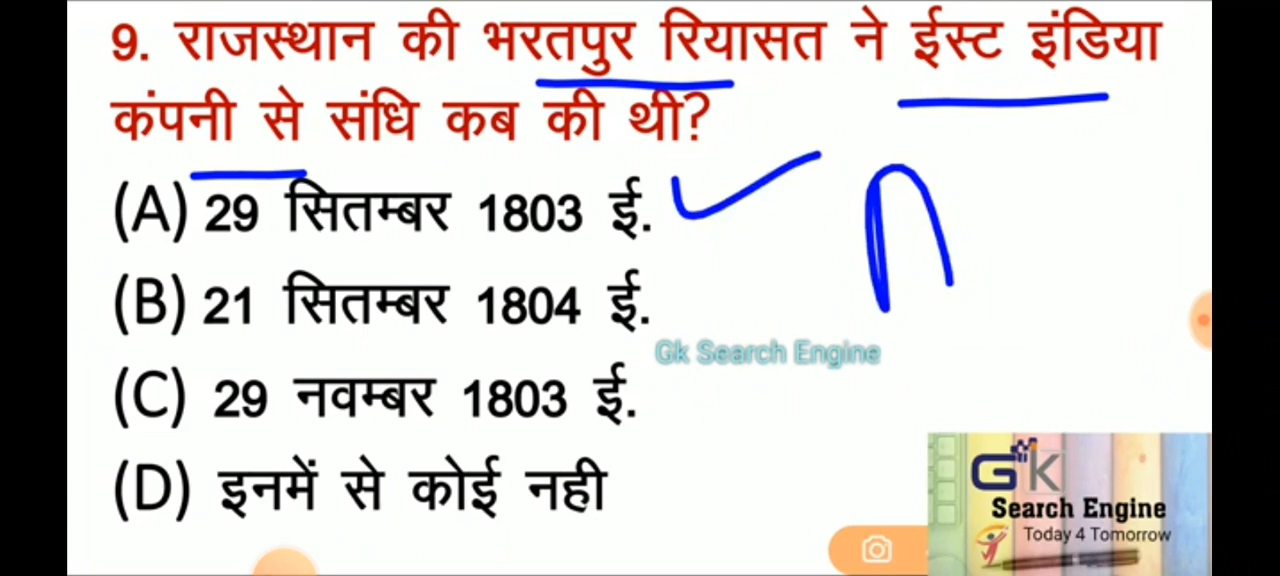 9. राजस्थान की भरतपुर रियासत ने ईस्ट इंडिया
कंपनी से संधि कब की थी?
(A) 29 सितम्बर 1803 ई.
(B) 21 सितम्बर 1804 ई.
(C) 29 नवम्बर 1803 ई.
(D) इनमें से कोई नही
Gk Search Engine
Gk
Search Engine
Today 4 Tomorrow